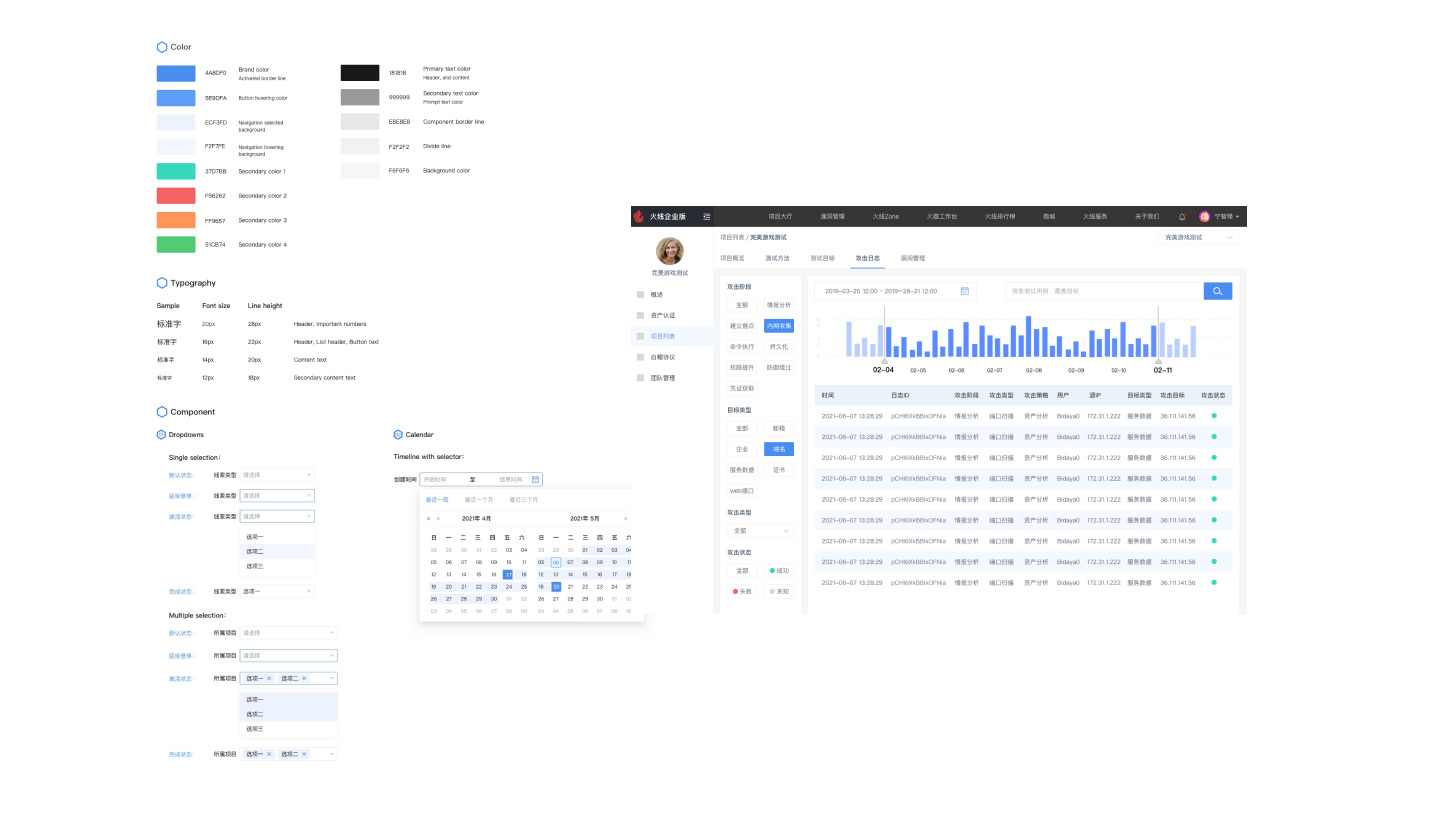 Color
4A8DF0 Brand color
Activated border line
5E9DFA Button hovering color
ECF3FD Navigation selected
background
F2F7FE Navigation hovering
background
37D7BB Secondary color 1
F56262 Secondary color 2
FF9657 Secondary color 3
51CB74 Secondary color 4
181818 Primary text color
Header, and content
999999 Secondary text color
Prompt text color
E8E8E8 Component border line
F2F2F2 Divide line
F6F6F6 Background color
Typography
Sample Font size Line height
标准字 20px 28px Header, Important numbers
标准字 16px 22px Header, List header, Button text
标准字 14px 20px Content text
标准字 12px 18px Secondary content text
Component
Dropdowns
Single selection:
默认状态: 线索类型 请选择
鼠标悬停: 线索类型 请选择
激活状态: 线索类型 请选择
选项一
选项二
选项三
完成状态: 线索类型 选项一
Multiple selection:
默认状态: 所属项目 请选择
鼠标悬停: 所属项目 请选择
激活状态: 所属项目 选项一 × 选项二 ×
选项一
选项二
选项三
完成状态: 所属项目 选项一 × 选项二 ×
Calendar
Timeline with selector:
创建时间 开始时间 至 结束时间
最近一周 最近一个月 最近三个月
« < 2021年 4月 2021年 5月 >
日 一 二 三 四 五 六 日 一 二 三 四 五 六
28 29 30 01 02 03 04 28 29 30 01 02 03 04
05 06 07 08 09 10 11 05 06 07 08 09 10 11
12 13 14 15 16 17 18 12 13 14 15 16 17 18
19 20 21 22 23 24 25 19 20 21 22 23 24 25
26 27 28 29 30 01 02 26 27 28 29 30 01 02
03 04 05 06 07 08 09 03 04 05 06 07 08 09
火线企业版 项目大厅 漏洞管理 火线Zone 火器工作台 火线排行榜 商城 火线服务 关于我们 宁智琦
完美游戏测试
概述
资产认证
项目列表
白帽协议
团队管理
项目列表 / 完美游戏测试 完美游戏测试
项目概览 测试方法 测试目标 攻击日志 漏洞管理
攻击阶段
全部 情报分析
建立据点 内网收集
命令执行 持久化
权限提升 防御绕过
凭证获取
目标类型
全部 邮箱
企业 域名
服务数据 证书
web接口
攻击类型
全部
攻击状态
全部 成功
失败 未知
2019-03-20 12:00 ~ 2019-28-21 12:00 搜索测试用例、覆盖目标
02-04 02-05 02-06 02-07 02-08 02-09 02-10 02-11
时间 日志ID 攻击阶段 攻击类型 攻击策略 用户 源IP 目标类型 攻击目标 攻击状态
2021-06-07 13:28:29 pCHI6XkBBIxOFNia 情报分析 端口扫描 资产分析 Bidaya0 172.31.1.222 服务数据 36.111.141.56
2021-06-07 13:28:29 pCHI6XkBBIxOFNia 情报分析 端口扫描 资产分析 Bidaya0 172.31.1.222 服务数据 36.111.141.56
2021-06-07 13:28:29 pCHI6XkBBIxOFNia 情报分析 端口扫描 资产分析 Bidaya0 172.31.1.222 服务数据 36.111.141.56
2021-06-07 13:28:29 pCHI6XkBBIxOFNia 情报分析 端口扫描 资产分析 Bidaya0 172.31.1.222 服务数据 36.111.141.56
2021-06-07 13:28:29 pCHI6XkBBIxOFNia 情报分析 端口扫描 资产分析 Bidaya0 172.31.1.222 服务数据 36.111.141.56
2021-06-07 13:28:29 pCHI6XkBBIxOFNia 情报分析 端口扫描 资产分析 Bidaya0 172.31.1.222 服务数据 36.111.141.56
2021-06-07 13:28:29 pCHI6XkBBIxOFNia 情报分析 端口扫描 资产分析 Bidaya0 172.31.1.222 服务数据 36.111.141.56
2021-06-07 13:28:29 pCHI6XkBBIxOFNia 情报分析 端口扫描 资产分析 Bidaya0 172.31.1.222 服务数据 36.111.141.56
2021-06-07 13:28:29 pCHI6XkBBIxOFNia 情报分析 端口扫描 资产分析 Bidaya0 172.31.1.222 服务数据 36.111.141.56